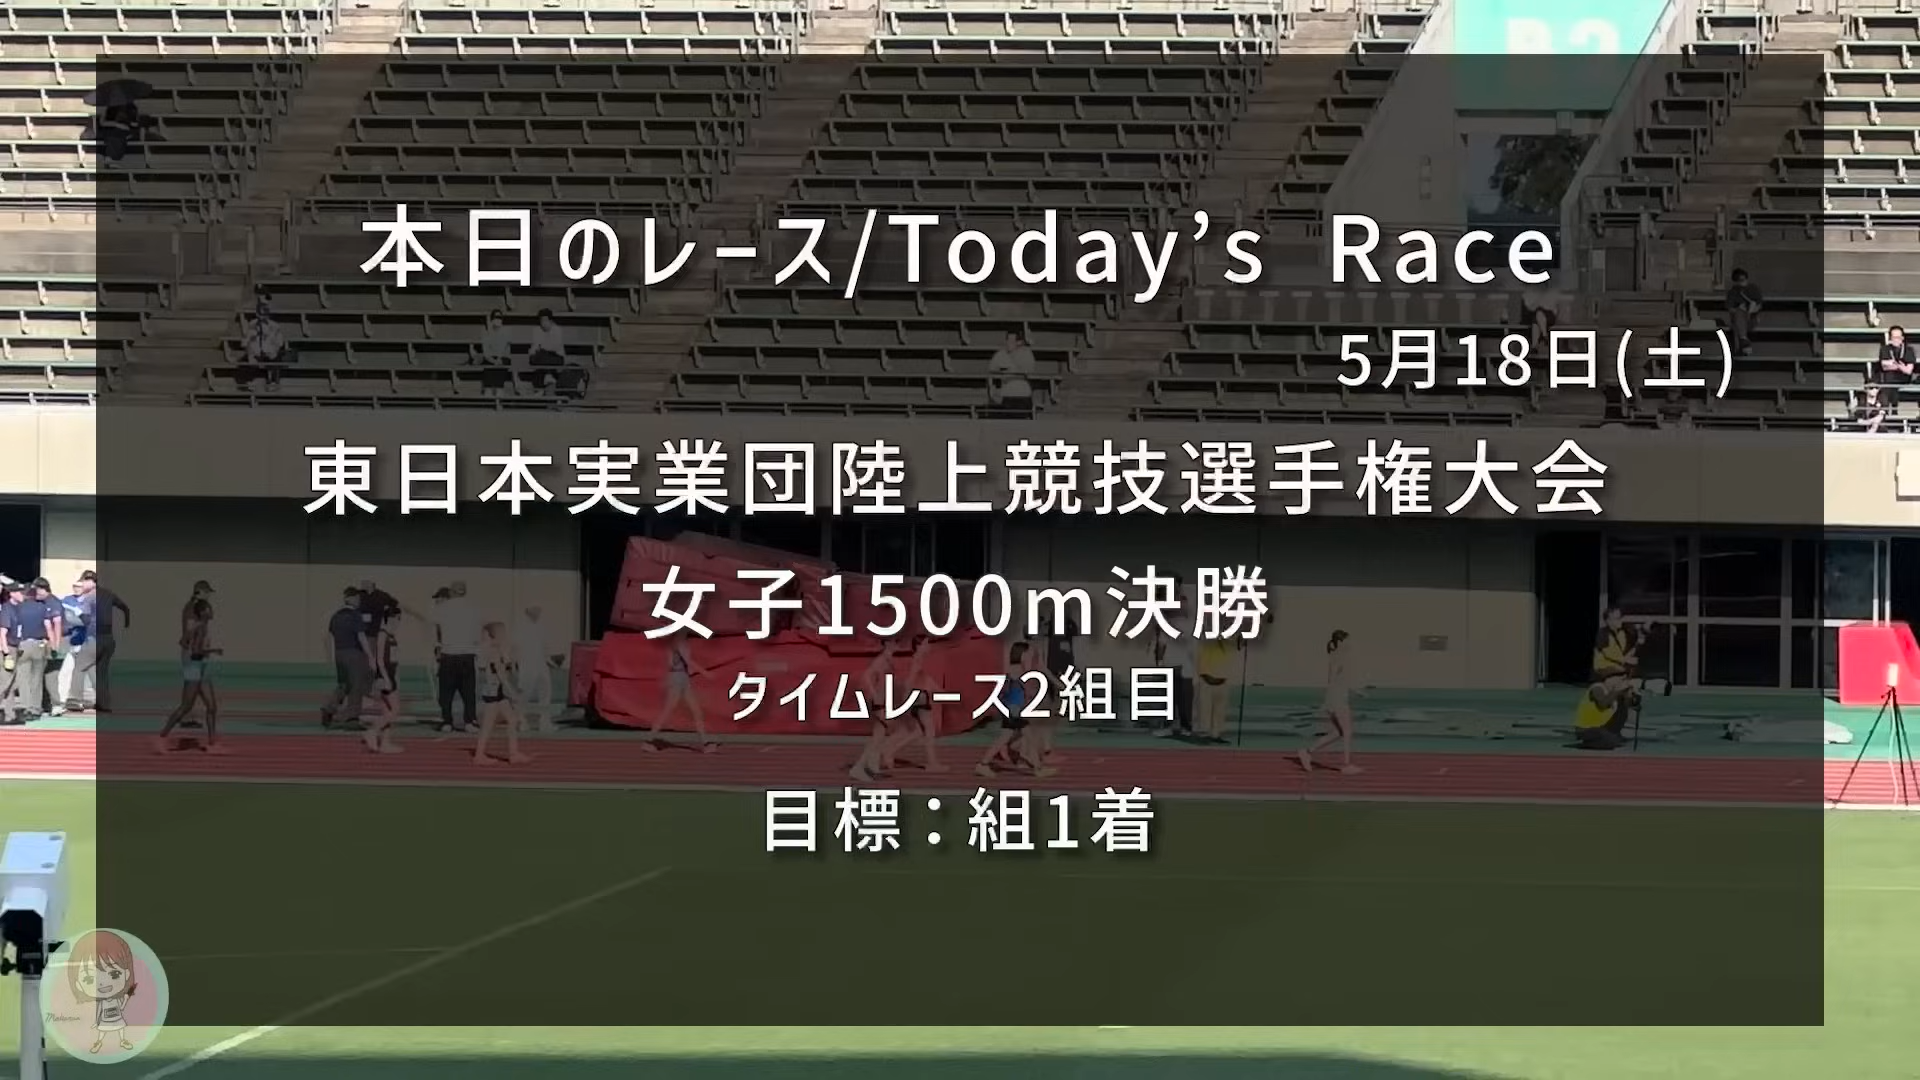 本日のレース/Today’s Race
5月18日(土)
東日本実業団陸上競技選手権大会
女子1500m決勝
タイムレース2組目
目標：組1着